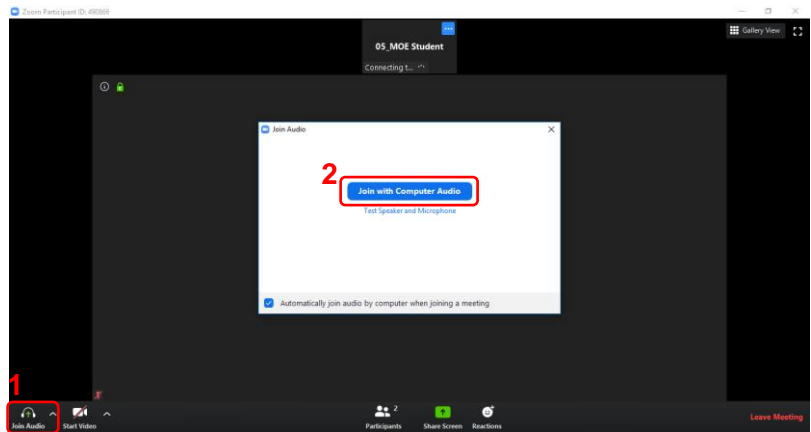 Zoom Participant ID: 490866
05_MOE Student
Connecting t...
Gallery View
Join Audio
2
Join with Computer Audio
Test Speaker and Microphone
Automatically join audio by computer when joining a meeting
1
Join Audio
Start Video
2
Participants
Share Screen
Reactions
Leave Meeting